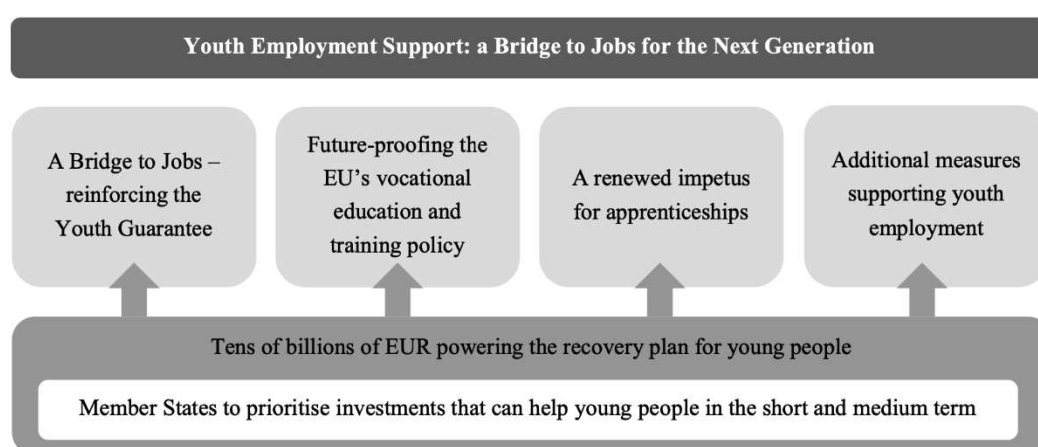 Youth Employment Support: a Bridge to Jobs for the Next Generation
A Bridge to Jobs –
reinforcing the
Youth Guarantee
Future-proofing the
EU’s vocational
education and
training policy
A renewed impetus
for apprenticeships
Additional measures
supporting youth
employment
Tens of billions of EUR powering the recovery plan for young people
Member States to prioritise investments that can help young people in the short and medium term